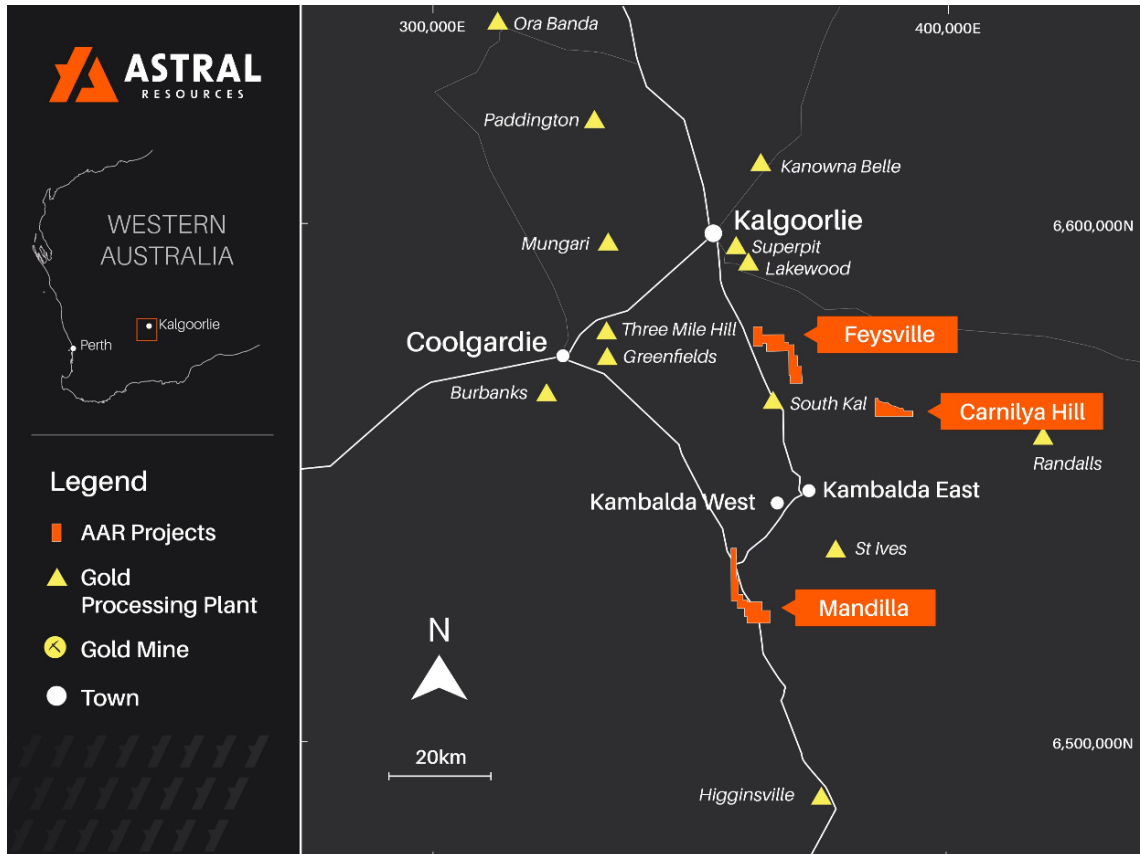 ASTRAL
RESOURCES
WESTERN
AUSTRALIA
Kalgoorlie
Perth
Legend
AAR Projects
Gold
Processing Plant
Gold Mine
Town
300,000E
400,000E
Ora Banda
Paddington
Kanowna Belle
Kalgoorlie
6,600,000N
Mungari
Superpit
Lakewood
Three Mile Hill
Feysville
Coolgardie
Greenfields
Burbanks
South Kal
Carnilya Hill
Randalls
Kambalda West
Kambalda East
St Ives
Mandilla
N
20km
6,500,000N
Higginsville